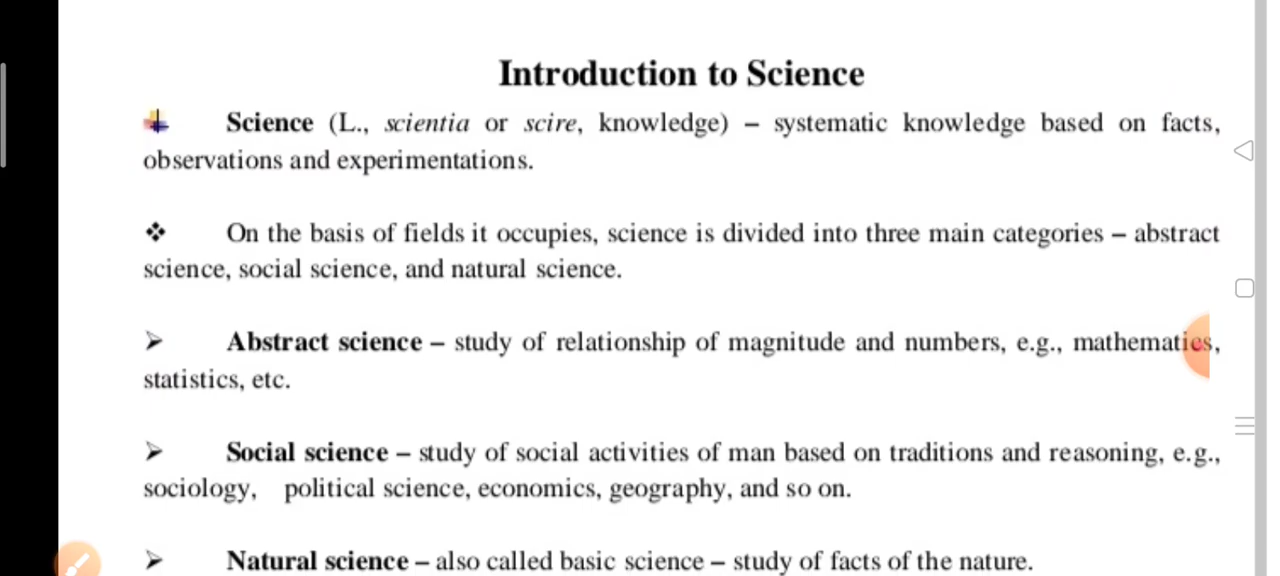 Introduction to Science
Science (L., scientia or scire, knowledge) – systematic knowledge based on facts,
observations and experimentations.
❖ On the basis of fields it occupies, science is divided into three main categories – abstract
science, social science, and natural science.
➢ Abstract science – study of relationship of magnitude and numbers, e.g., mathematics,
statistics, etc.
➢ Social science – study of social activities of man based on traditions and reasoning, e.g.,
sociology, political science, economics, geography, and so on.
➢ Natural science – also called basic science – study of facts of the nature.